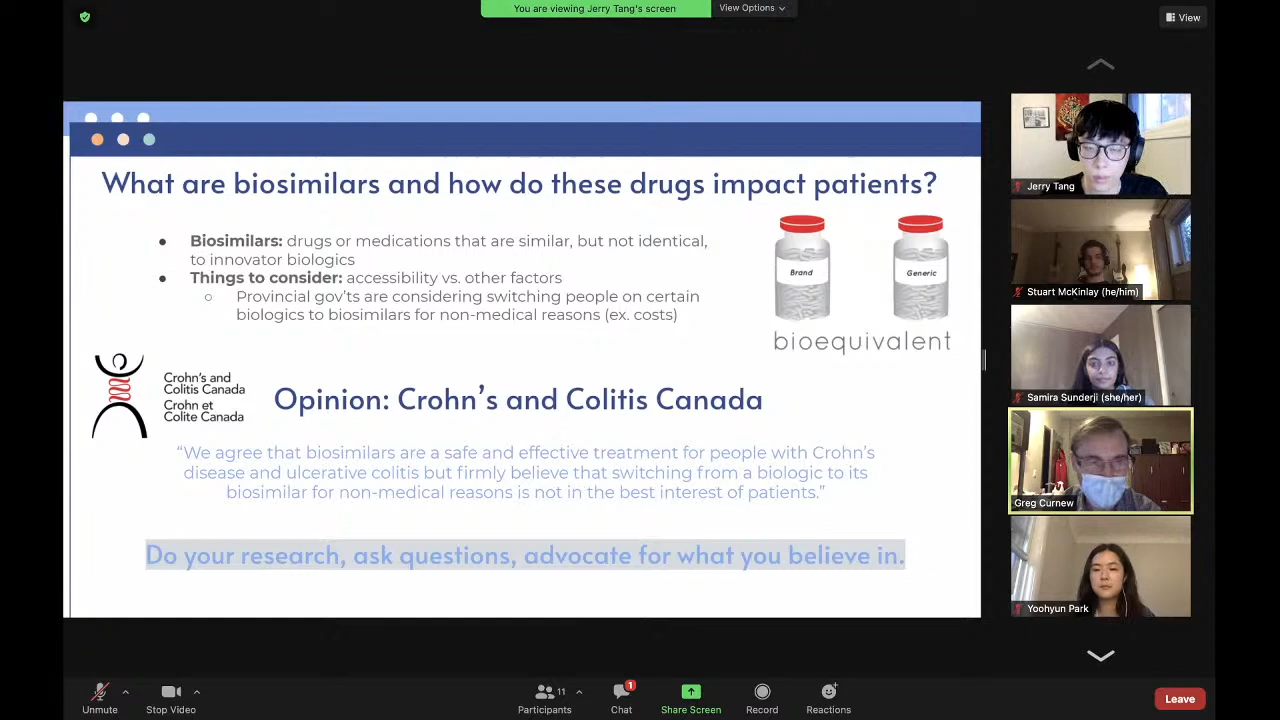 You are viewing Jerry Tang's screen
View Options
View
What are biosimilars and how do these drugs impact patients?
● Biosimilars: drugs or medications that are similar, but not identical,
to innovator biologics
● Things to consider: accessibility vs. other factors
○ Provincial gov'ts are considering switching people on certain
biologics to biosimilars for non-medical reasons (ex. costs)
Brand
Generic
bioequivalent
Crohn's and
Colitis Canada
Crohn et
Colite Canada
Opinion: Crohn's and Colitis Canada
“We agree that biosimilars are a safe and effective treatment for people with Crohn's
disease and ulcerative colitis but firmly believe that switching from a biologic to its
biosimilar for non-medical reasons is not in the best interest of patients.”
Do your research, ask questions, advocate for what you believe in.
Jerry Tang
Stuart McKinlay (he/him)
Samira Sunderji (she/her)
Greg Curnew
Yoohyun Park
Unmute
Stop Video
11
Participants
1
Chat
Share Screen
Record
Reactions
Leave